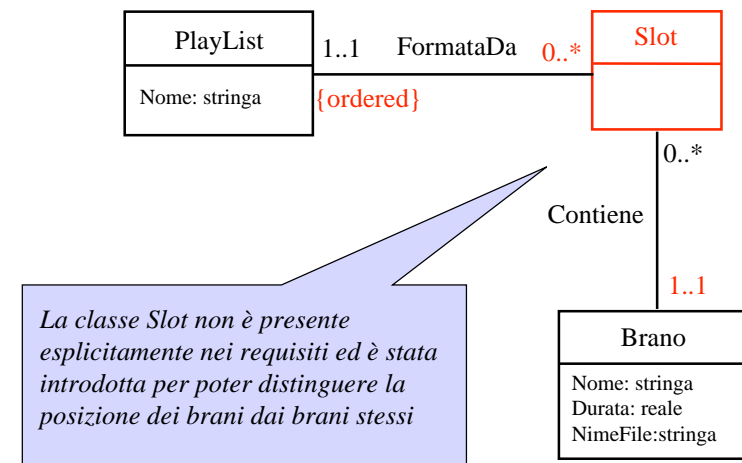 PlayList
1..1
FormataDa
0..*
Slot
Nome: stringa
{ordered}
0..*
Contiene
1..1
La classe Slot non è presente
esplicitamente nei requisiti ed è stata
introdotta per poter distinguere la
posizione dei brani dai brani stessi
Brano
Nome: stringa
Durata: reale
NimeFile:stringa